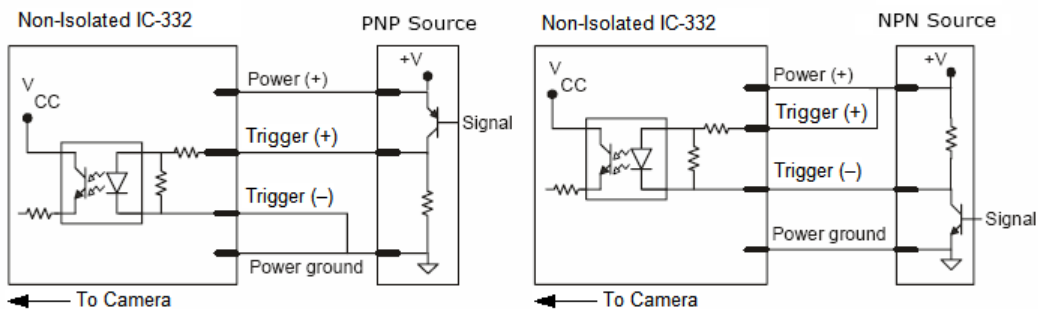 Non-Isolated IC-332
PNP Source
+V
Power (+)
V
CC
Signal
Trigger (+)
Trigger (–)
Power ground
To Camera
Non-Isolated IC-332
NPN Source
+V
Power (+)
V
CC
Trigger (+)
Trigger (–)
Signal
Power ground
To Camera